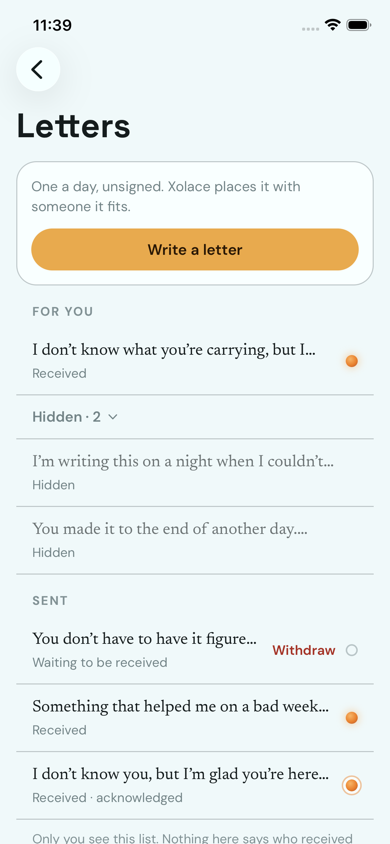 11:39
Letters
One a day, unsigned. Xolace places it with
someone it fits.
Write a letter
FOR YOU
I don’t know what you’re carrying, but I…
Received
Hidden · 2
I’m writing this on a night when I couldn’t…
Hidden
You made it to the end of another day.…
Hidden
SENT
You don’t have to have it figure…
Withdraw
Waiting to be received
Something that helped me on a bad week…
Received
I don’t know you, but I’m glad you’re here…
Received · acknowledged
Only you see this list. Nothing here says who received